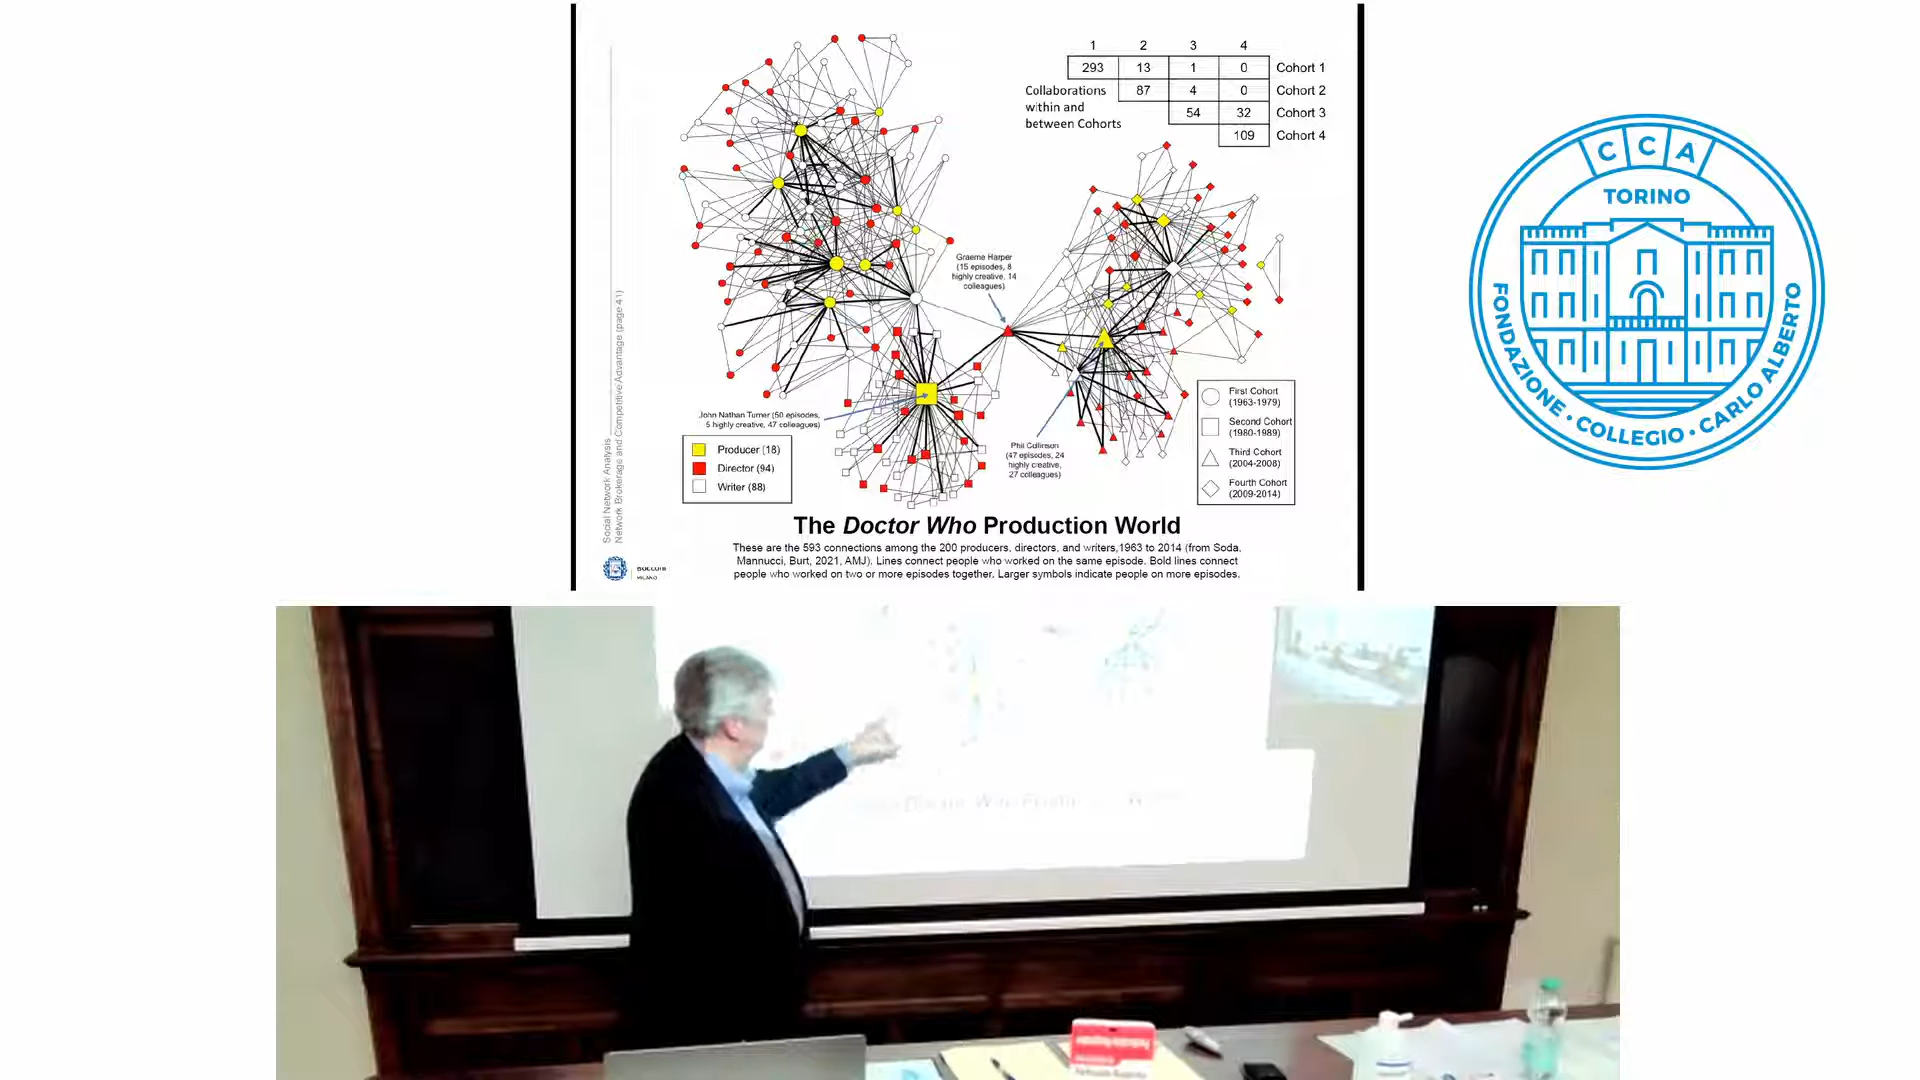 1 2 3 4
293 13 1 0 Cohort 1
87 4 0 Cohort 2
54 32 Cohort 3
109 Cohort 4
Collaborations
within and
between Cohorts
Graeme Harper
(15 episodes, 8
highly creative, 14
colleagues)
John Nathan Turner (50 episodes,
5 highly creative, 47 colleagues)
Phil Collinson
(47 episodes, 24
highly creative,
27 colleagues)
Producer (18)
Director (94)
Writer (88)
First Cohort
(1963-1979)
Second Cohort
(1980-1989)
Third Cohort
(2004-2008)
Fourth Cohort
(2009-2014)
The Doctor Who Production World
These are the 593 connections among the 200 producers, directors, and writers,1963 to 2014 (from Soda,
Mannucci, Burt, 2021, AMJ). Lines connect people who worked on the same episode. Bold lines connect
people who worked on two or more episodes together. Larger symbols indicate people on more episodes.
Social Network Analysis
Network Brokerage and Competitive Advantage (page 41)
MILANO
CCA
TORINO
FONDAZIONE • COLLEGIO • CARLO ALBERTO